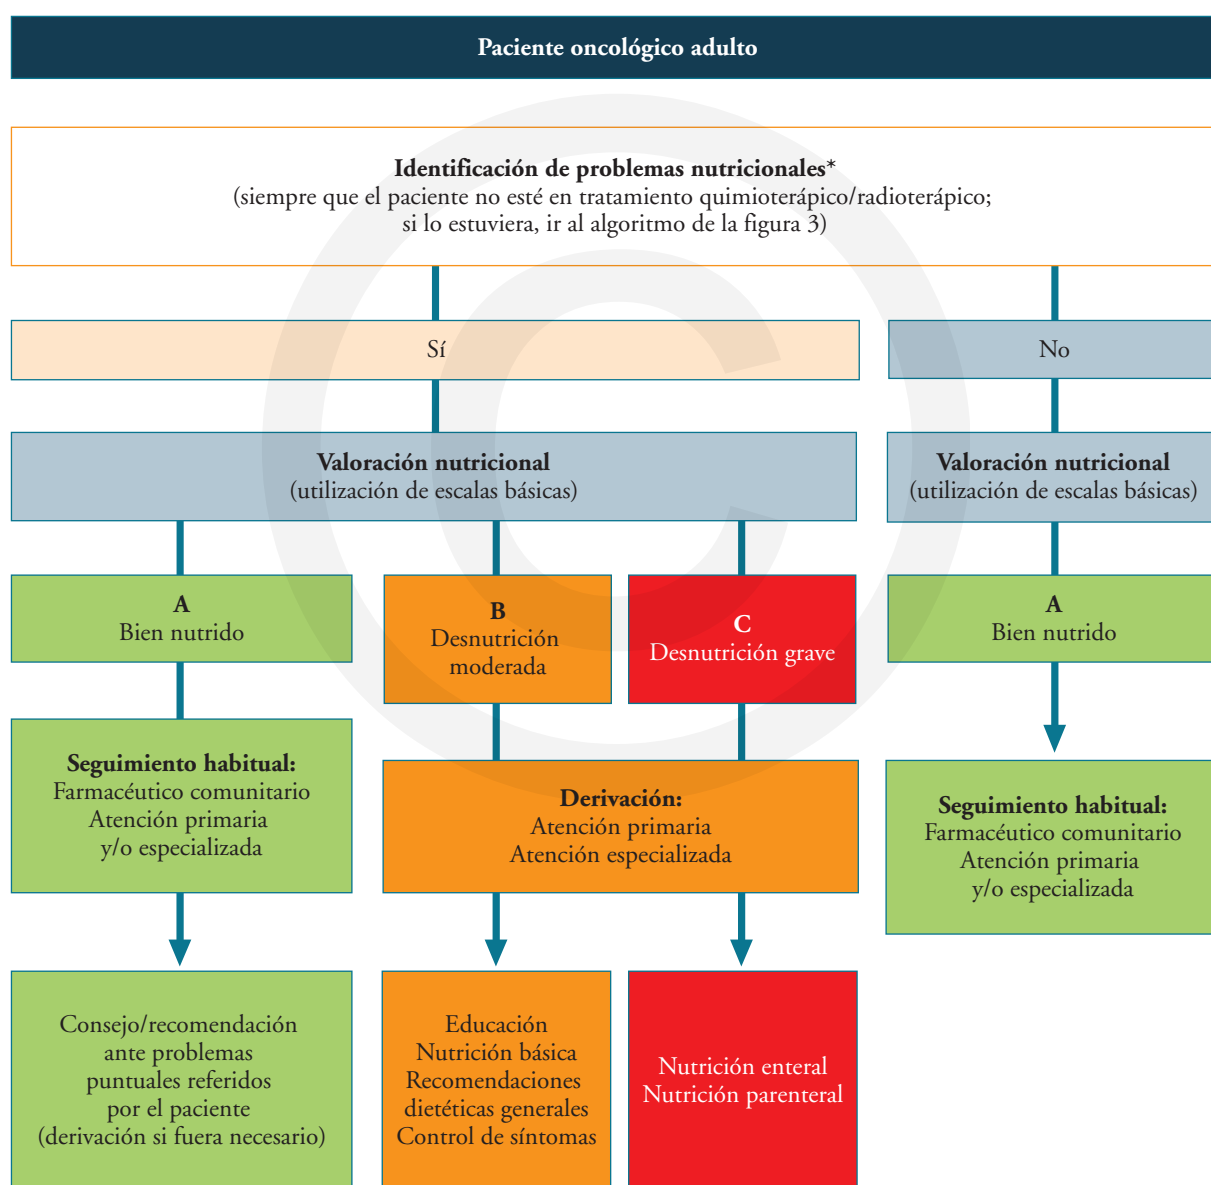 Paciente oncológico adulto
Identificación de problemas nutricionales*
(siempre que el paciente no esté en tratamiento quimioterápico/radioterápico;
si lo estuviera, ir al algoritmo de la figura 3)
Sí
No
Valoración nutricional
(utilización de escalas básicas)
Valoración nutricional
(utilización de escalas básicas)
A
Bien nutrido
B
Desnutrición
moderada
C
Desnutrición grave
A
Bien nutrido
Seguimiento habitual:
Farmacéutico comunitario
Atención primaria
y/o especializada
Derivación:
Atención primaria
Atención especializada
Seguimiento habitual:
Farmacéutico comunitario
Atención primaria
y/o especializada
Consejo/recomendación
ante problemas
puntuales referidos
por el paciente
(derivación si fuera necesario)
Educación
Nutrición básica
Recomendaciones
dietéticas generales
Control de síntomas
Nutrición enteral
Nutrición parenteral
©